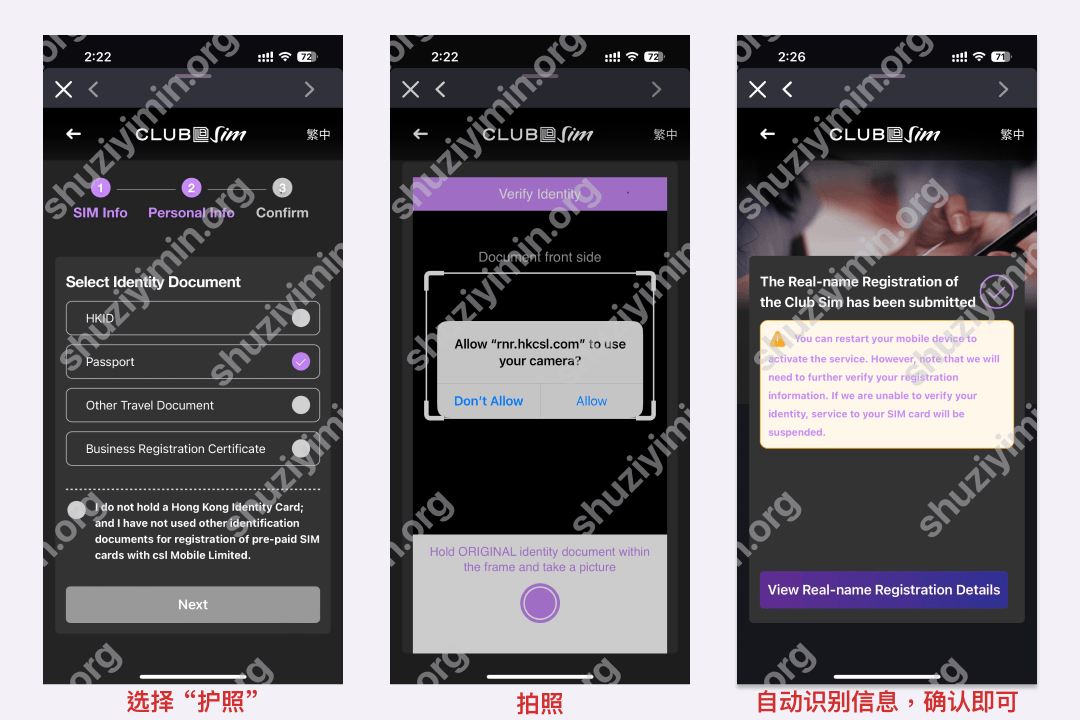 2:22
72
CLUB Sim
繁中
1
2
3
SIM Info
Personal Info
Confirm
Select Identity Document
HKID
Passport
Other Travel Document
Business Registration Certificate
I do not hold a Hong Kong Identity Card;
and I have not used other identification
documents for registration of pre-paid SIM
cards with csl Mobile Limited.
Next
选择“护照”
2:22
72
CLUB Sim
繁中
Verify Identity
Document front side
Allow “rnr.hkcsl.com” to use
your camera?
Don’t Allow
Allow
Hold ORIGINAL identity document within
the frame and take a picture
拍照
2:26
71
CLUB Sim
繁中
The Real-name Registration of
the Club Sim has been submitted
You can restart your mobile device to
activate the service. However, note that we will
need to further verify your registration
information. If we are unable to verify your
identity, service to your SIM card will be
suspended.
View Real-name Registration Details
自动识别信息，确认即可
shuziyimin.org